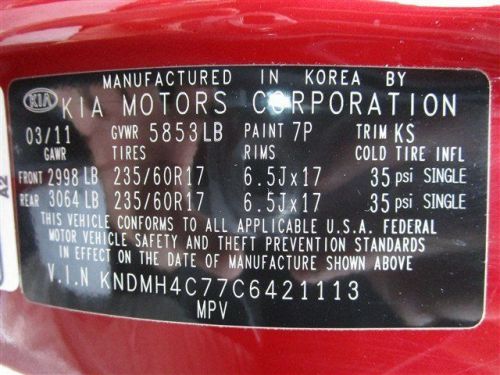 MANUFACTURED IN KOREA BY
KIA KIA MOTORS CORPORATION
03/11 GVWR 5853LB PAINT 7P TRIM KS
GAWR TIRES RIMS COLD TIRE INFL
FRONT 2998 LB 235/60R17 6.5Jx17 35 psi SINGLE
REAR 3064 LB 235/60R17 6.5Jx17 35 psi SINGLE
THIS VEHICLE CONFORMS TO ALL APPLICABLE U.S.A. FEDERAL
MOTOR VEHICLE SAFETY AND THEFT PREVENTION STANDARDS
IN EFFECT ON THE DATE OF MANUFACTURE SHOWN ABOVE
V.I.N KNDMH4C77C6421113
MPV
A2